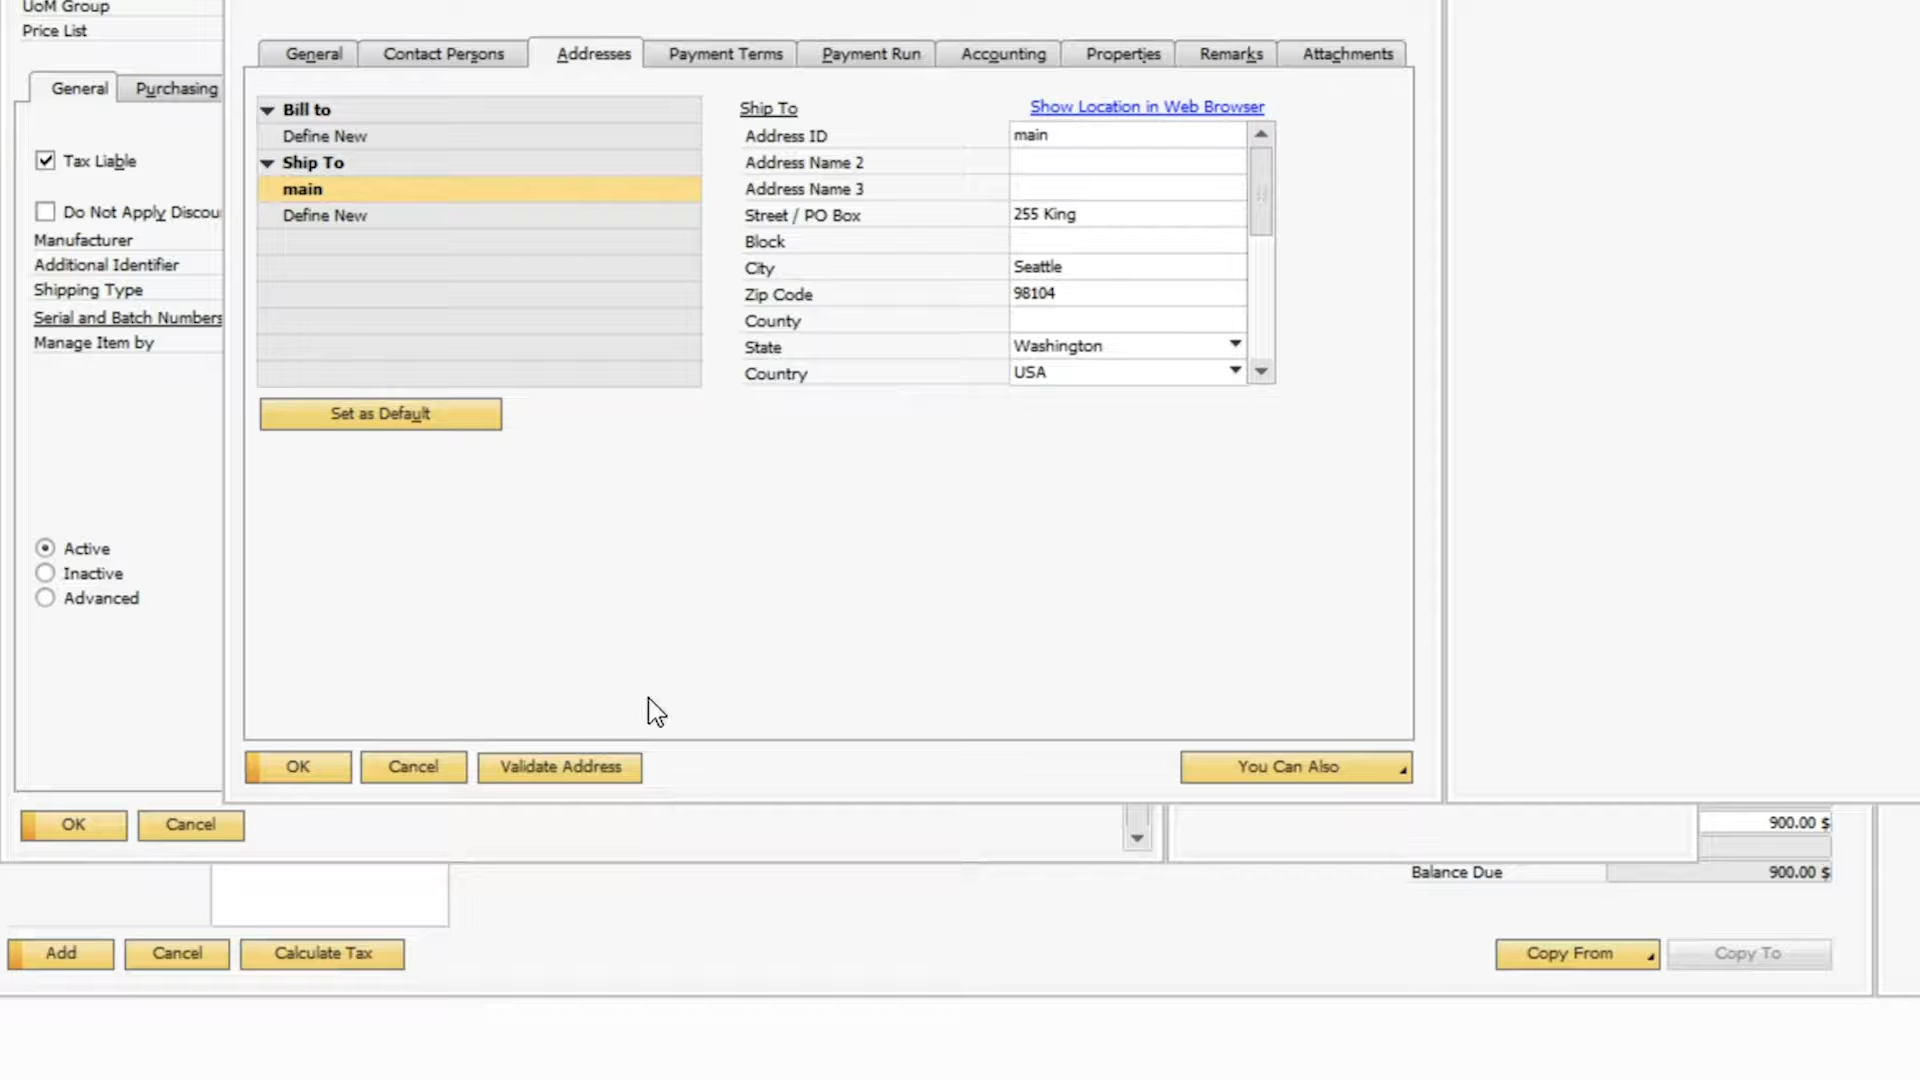 UoM Group
Price List
General Purchasing
Tax Liable
Do Not Apply Discou
Manufacturer
Additional Identifier
Shipping Type
Serial and Batch Numbers
Manage Item by
Active
Inactive
Advanced
OK Cancel
General Contact Persons Addresses Payment Terms Payment Run Accounting Properties Remarks Attachments
Bill to
Define New
Ship To
main
Define New
Set as Default
Ship To Show Location in Web Browser
Address ID main
Address Name 2
Address Name 3
Street / PO Box 255 King
Block
City Seattle
Zip Code 98104
County
State Washington
Country USA
OK Cancel Validate Address You Can Also
900.00 $
Balance Due 900.00 $
Add Cancel Calculate Tax Copy From Copy To